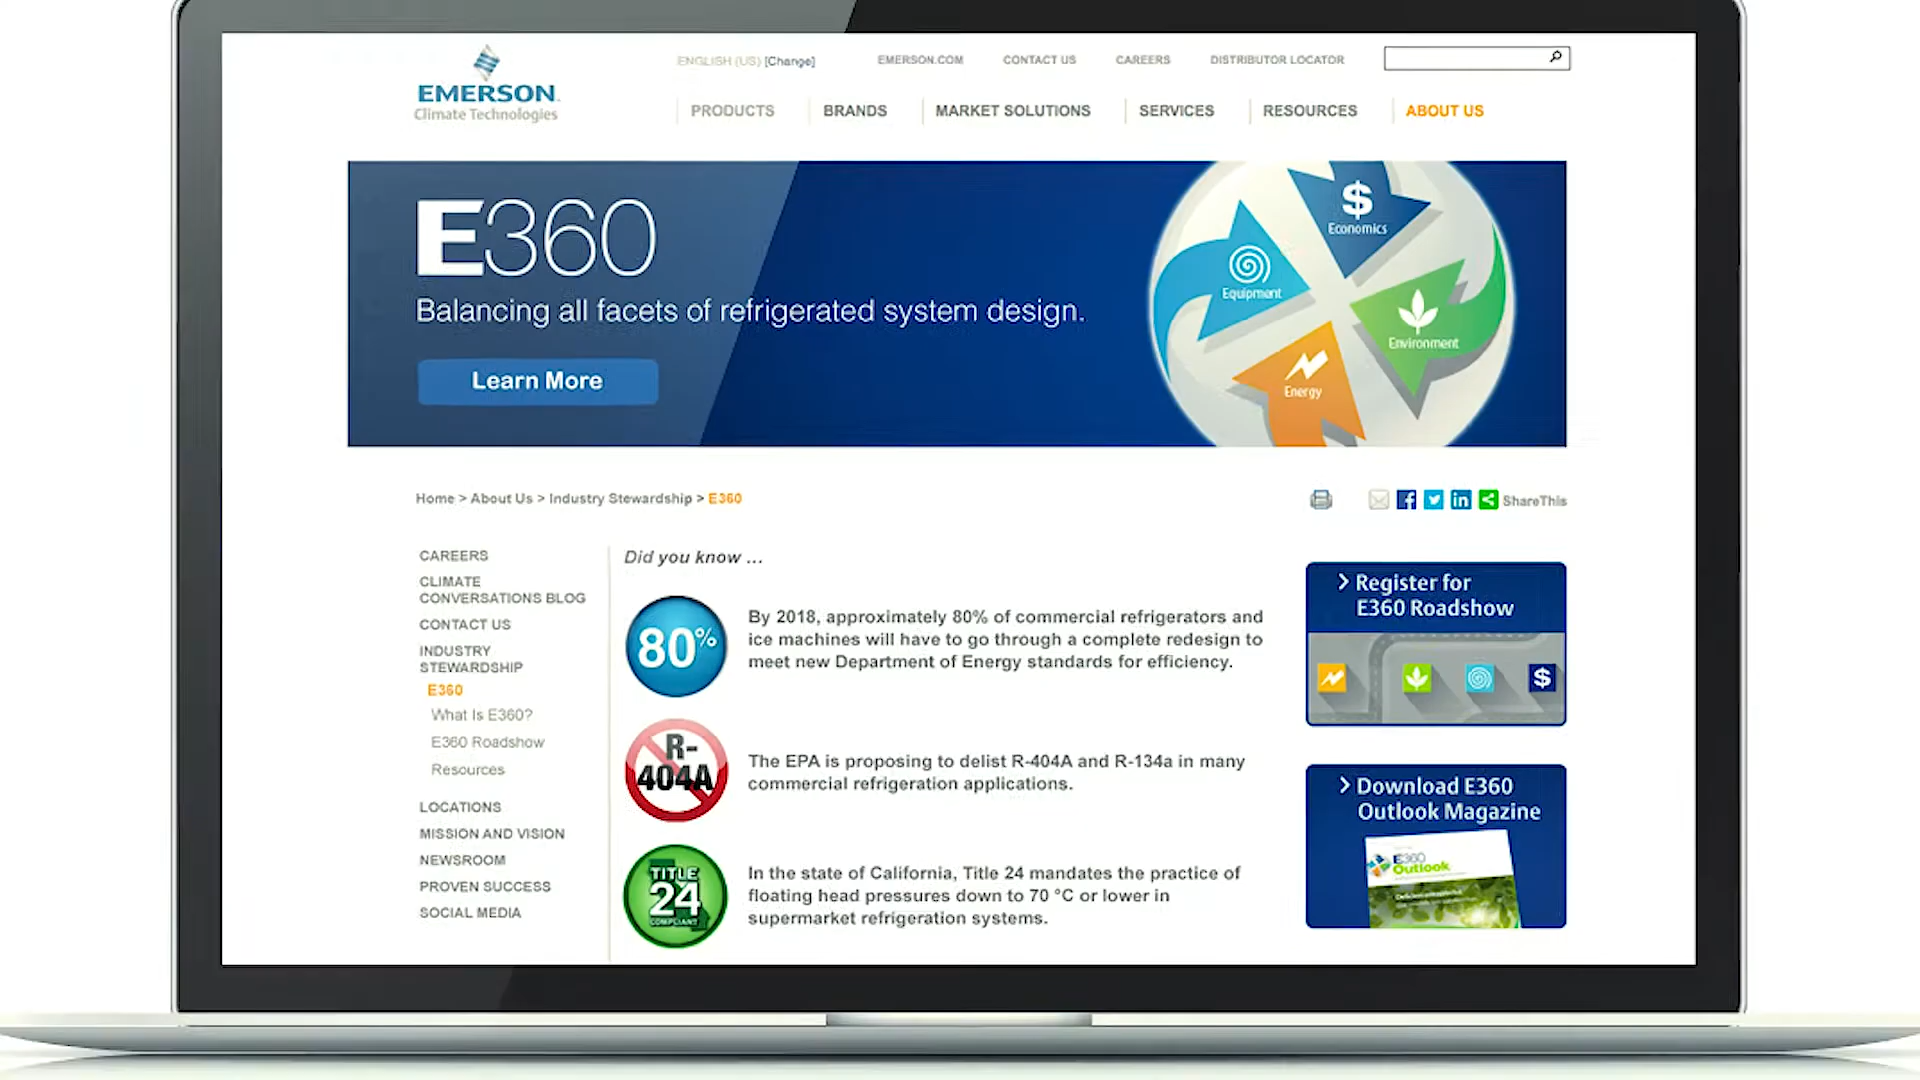 EMERSON
Climate Technologies
ENGLISH (US) [Change]
EMERSON.COM
CONTACT US
CAREERS
DISTRIBUTOR LOCATOR
PRODUCTS
BRANDS
MARKET SOLUTIONS
SERVICES
RESOURCES
ABOUT US
E360
Balancing all facets of refrigerated system design.
Learn More
$
Economics
Equipment
Environment
Energy
Home > About Us > Industry Stewardship > E360
ShareThis
CAREERS
CLIMATE
CONVERSATIONS BLOG
CONTACT US
INDUSTRY
STEWARDSHIP
E360
What Is E360?
E360 Roadshow
Resources
LOCATIONS
MISSION AND VISION
NEWSROOM
PROVEN SUCCESS
SOCIAL MEDIA
Did you know ...
80%
By 2018, approximately 80% of commercial refrigerators and
ice machines will have to go through a complete redesign to
meet new Department of Energy standards for efficiency.
R-
404A
The EPA is proposing to delist R-404A and R-134a in many
commercial refrigeration applications.
TITLE
24
COMPLIANT
In the state of California, Title 24 mandates the practice of
floating head pressures down to 70 °C or lower in
supermarket refrigeration systems.
> Register for
E360 Roadshow
$
> Download E360
Outlook Magazine
E360
Outlook